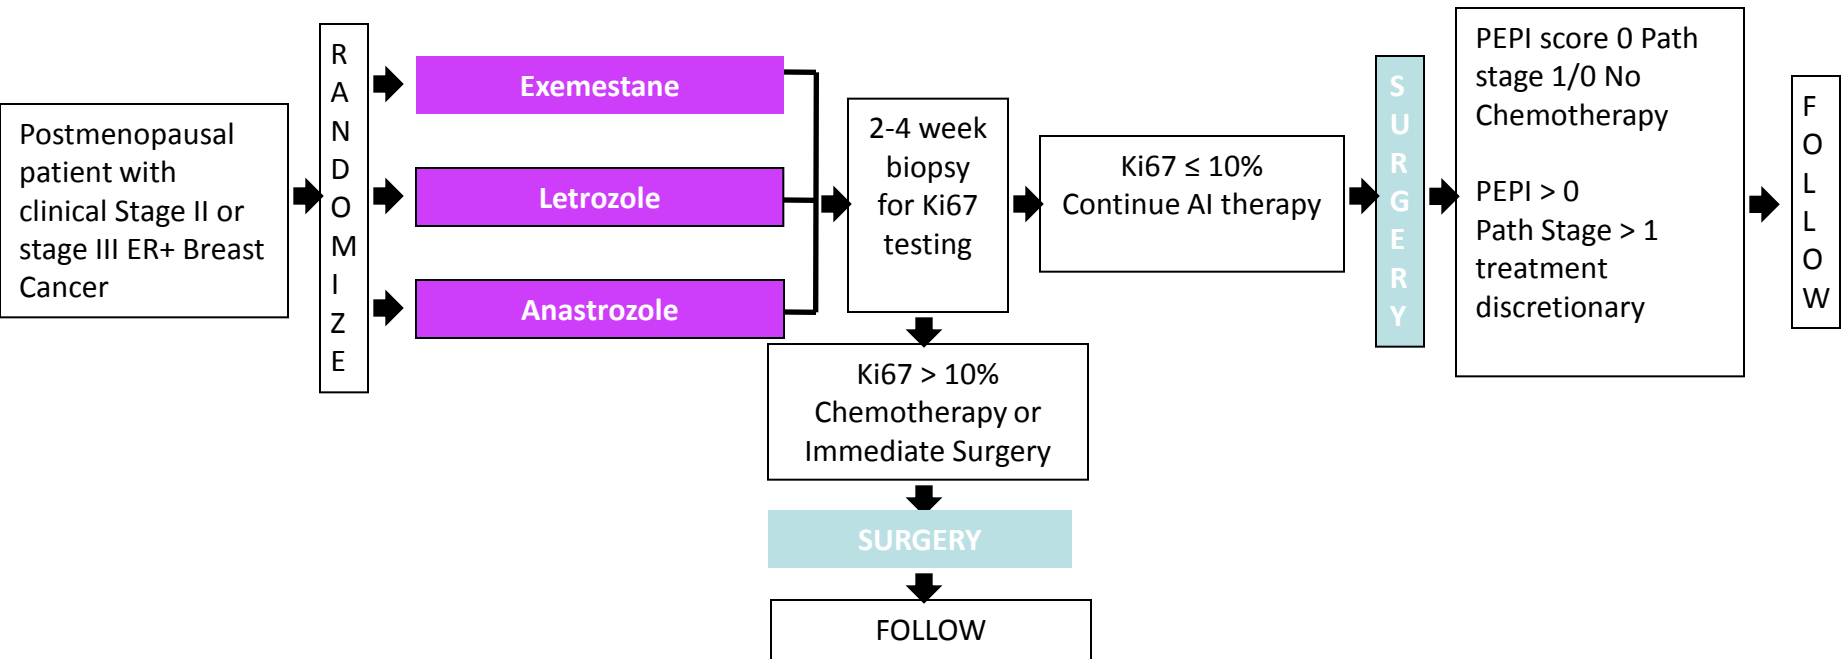 Postmenopausal
patient with
clinical Stage II or
stage III ER+ Breast
Cancer
R
A
N
D
O
M
I
Z
E
Exemestane
Letrozole
Anastrozole
2-4 week
biopsy
for Ki67
testing
Ki67 ≤ 10%
Continue AI therapy
S
U
R
G
E
R
Y
PEPI score 0 Path
stage 1/0 No
Chemotherapy
PEPI > 0
Path Stage > 1
treatment
discretionary
F
O
L
L
O
W
Ki67 > 10%
Chemotherapy or
Immediate Surgery
SURGERY
FOLLOW